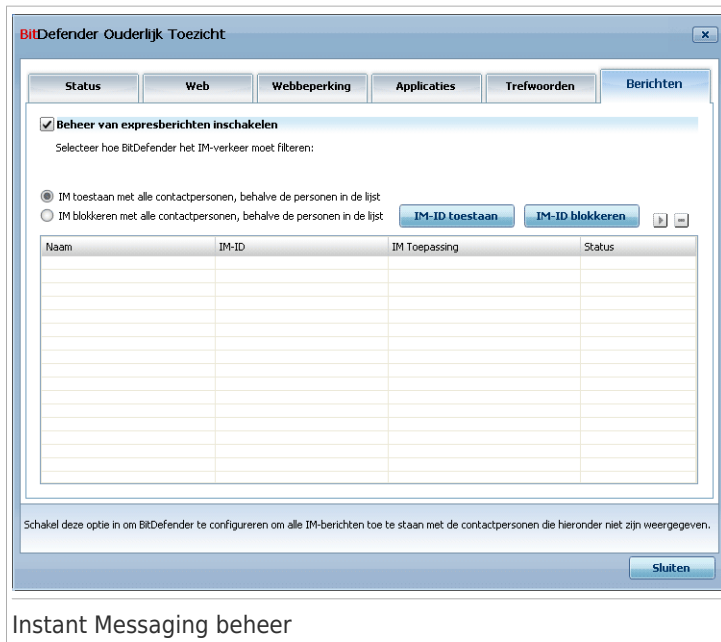 BitDefender Ouderlijk Toezicht
Status Web Webbeperking Applicaties Trefwoorden Berichten
Beheer van expresberichten inschakelen
Selecteer hoe BitDefender het IM-verkeer moet filteren:
IM toestaan met alle contactpersonen, behalve de personen in de lijst
IM blokkeren met alle contactpersonen, behalve de personen in de lijst IM-ID toestaan IM-ID blokkeren
Naam IM-ID IM Toepassing Status
Schakel deze optie in om BitDefender te configureren om alle IM-berichten toe te staan met de contactpersonen die hieronder niet zijn weergegeven.
Sluiten
Instant Messaging beheer